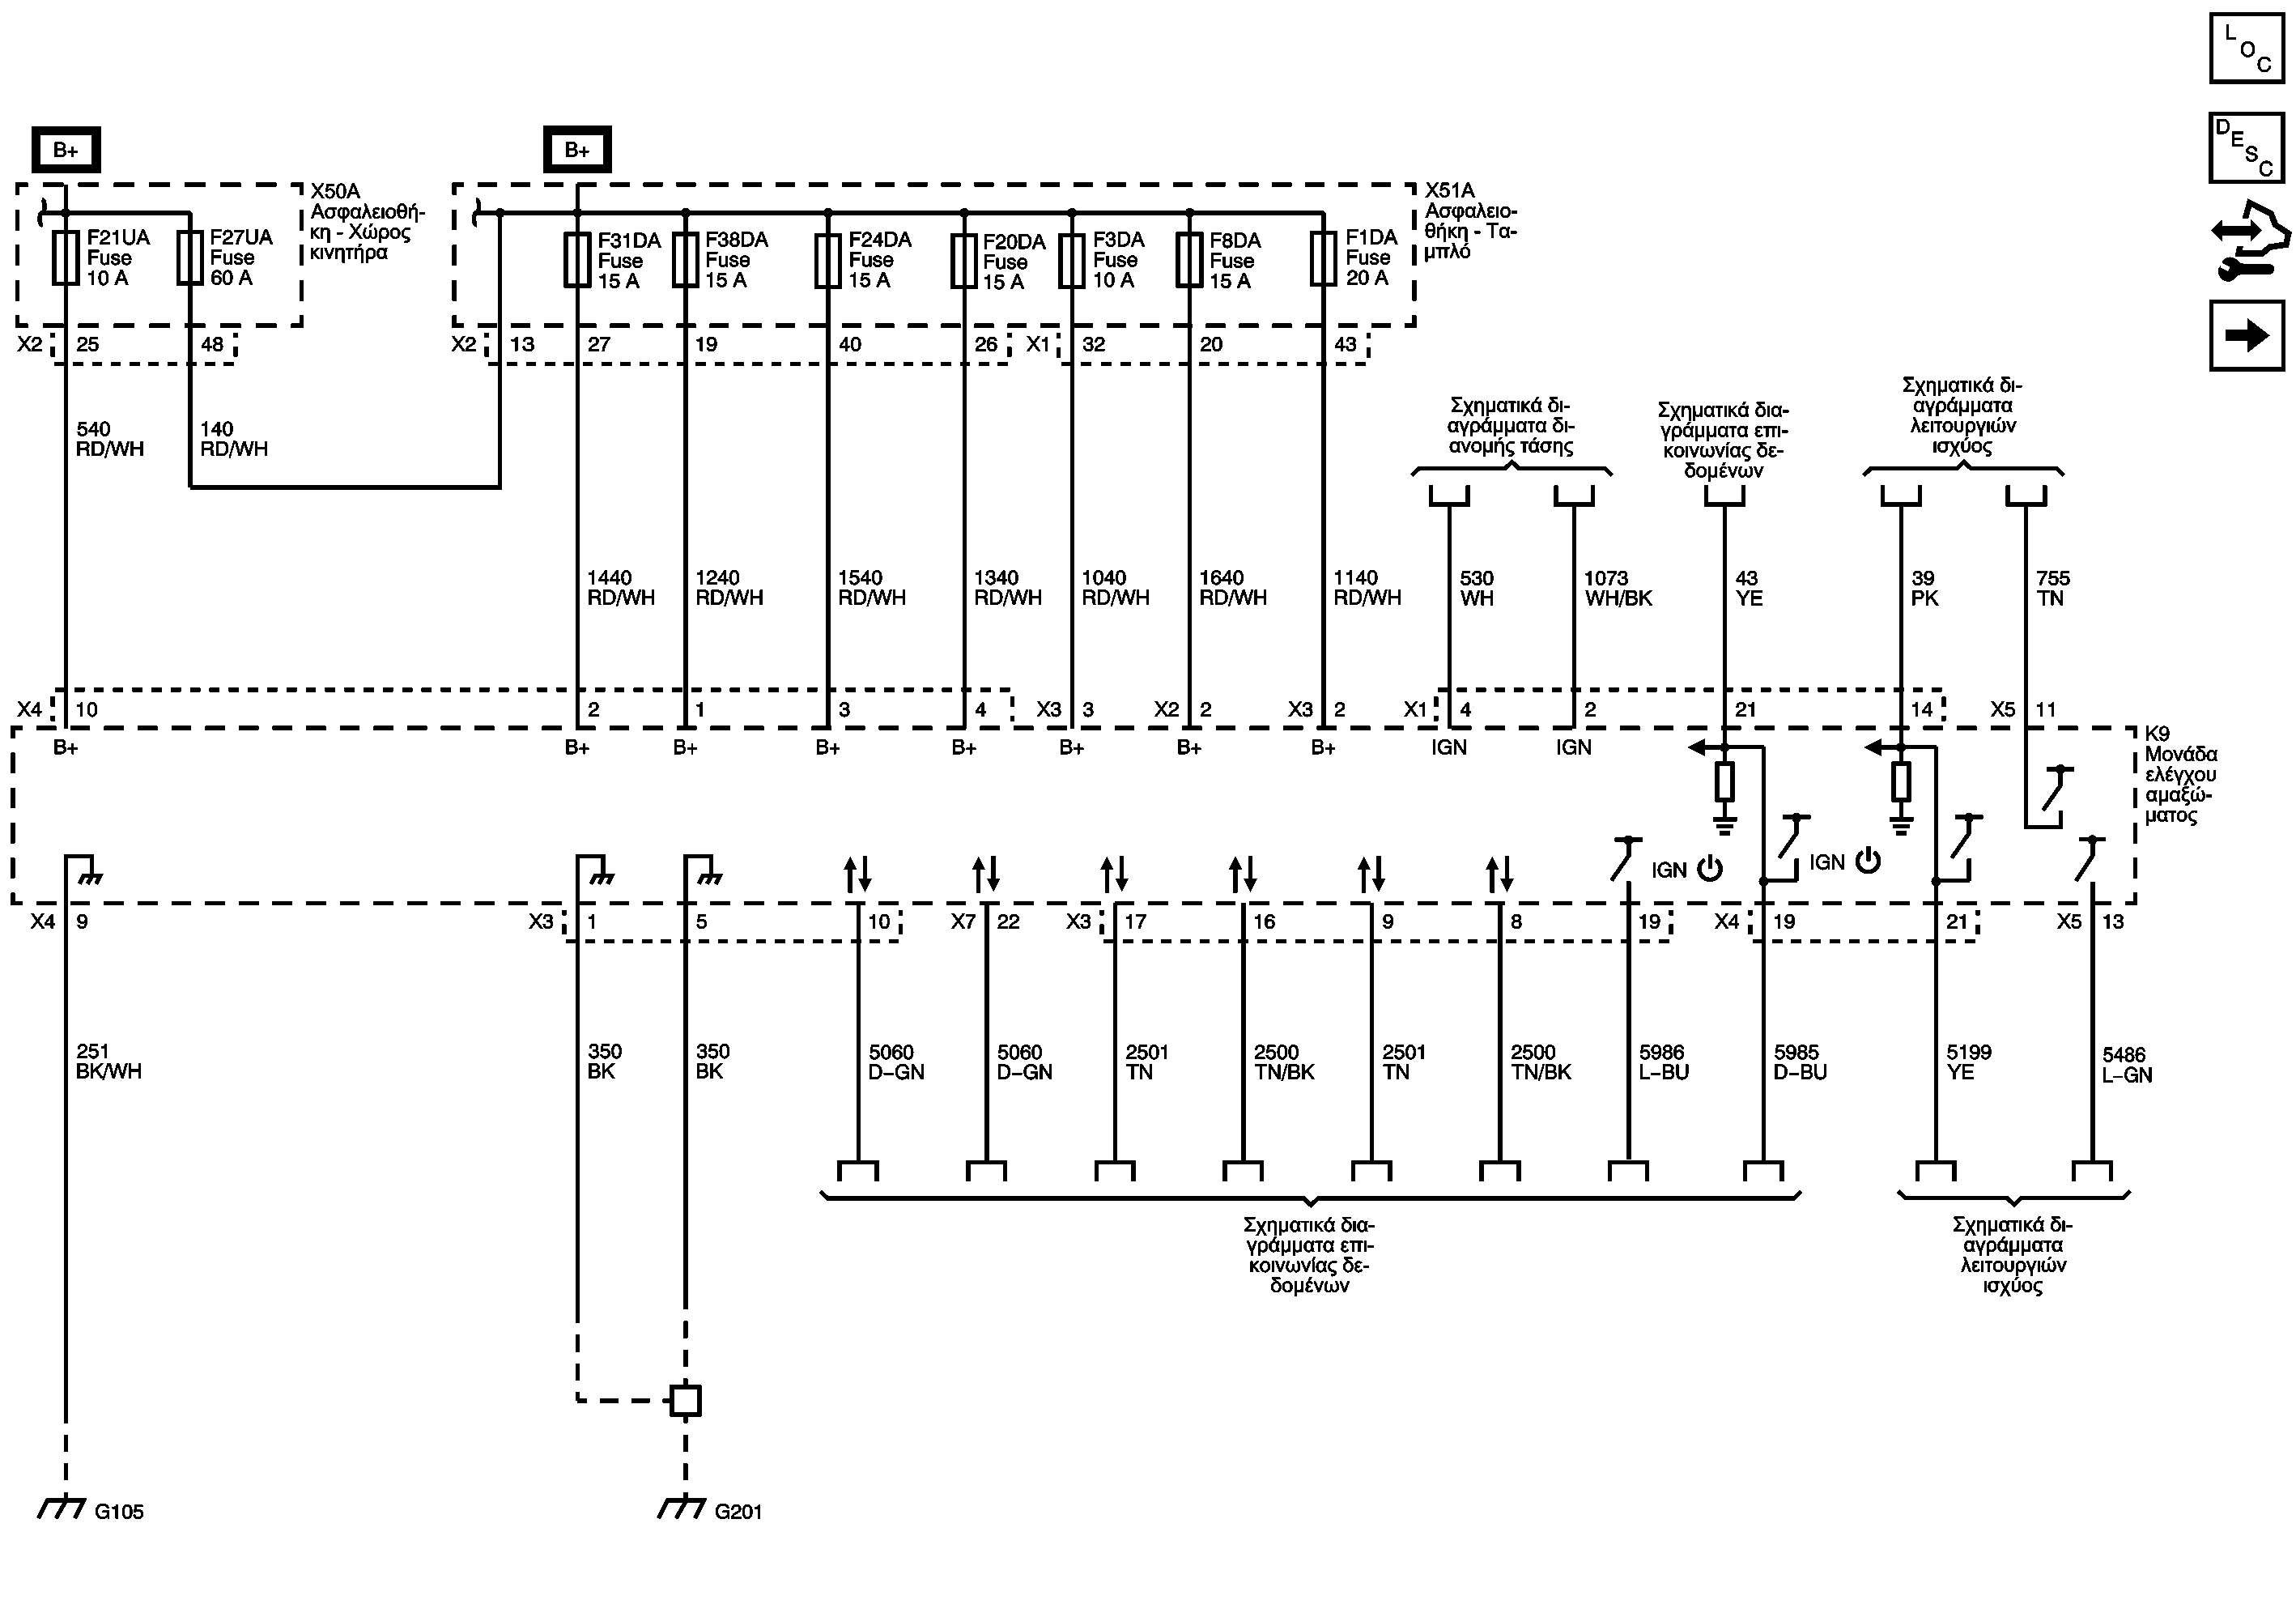 L
O
C
D
E
S
C
B+
B+
X50A
Ασφαλειοθή-
κη - Χώρος
κινητήρα
X51A
Ασφαλειο-
θήκη - Τα-
μπλό
F21UA
Fuse
10 A
F27UA
Fuse
60 A
F31DA
Fuse
15 A
F38DA
Fuse
15 A
F24DA
Fuse
15 A
F20DA
Fuse
15 A
F3DA
Fuse
10 A
F8DA
Fuse
15 A
F1DA
Fuse
20 A
X2 25 48 X2 13 27 19 40 26 X1 32 20 43
540
RD/WH
140
RD/WH
Σχηματικά δι-
αγράμματα δι-
ανομής τάσης
Σχηματικά δια-
γράμματα επι-
κοινωνίας δε-
δομένων
Σχηματικά δι-
αγράμματα
λειτουργιών
ισχύος
1440
RD/WH
1240
RD/WH
1540
RD/WH
1340
RD/WH
1040
RD/WH
1640
RD/WH
1140
RD/WH
530
WH
1073
WH/BK
43
YE
39
PK
755
TN
X4 10 2 1 3 4 X3 3 X2 2 X3 2 X1 4 2 21 14 X5 11
B+ B+ B+ B+ B+ B+ B+ B+ IGN IGN
K9
Μονάδα
ελέγχου
αμαξώ-
ματος
IGN IGN
X4 9 X3 1 5 10 X7 22 X3 17 16 9 8 19 X4 19 21 X5 13
251
BK/WH
350
BK
350
BK
5060
D-GN
5060
D-GN
2501
TN
2500
TN/BK
2501
TN
2500
TN/BK
5986
L-BU
5985
D-BU
5199
YE
5486
L-GN
Σχηματικά δια-
γράμματα επι-
κοινωνίας δε-
δομένων
Σχηματικά δι-
αγράμματα
λειτουργιών
ισχύος
G105
G201